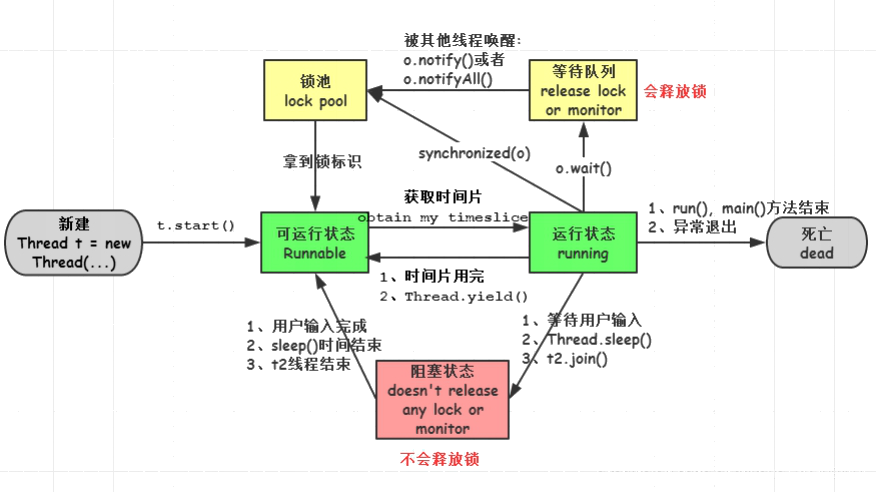 被其他线程唤醒:
o.notify()或者
o.notifyAll()
锁池
lock pool
等待队列
release lock
or monitor
会释放锁
synchronized(o)
o.wait()
拿到锁标识
新建
Thread t = new
Thread(...)
t.start()
可运行状态
Runnable
获取时间片
obtain my timeslice
运行状态
running
1、run(), main()方法结束
2、异常退出
死亡
dead
1、时间片用完
2、Thread.yield()
1、用户输入完成
2、sleep()时间结束
3、t2线程结束
1、等待用户输入
2、Thread.sleep()
3、t2.join()
阻塞状态
doesn't release
any lock or
monitor
不会释放锁